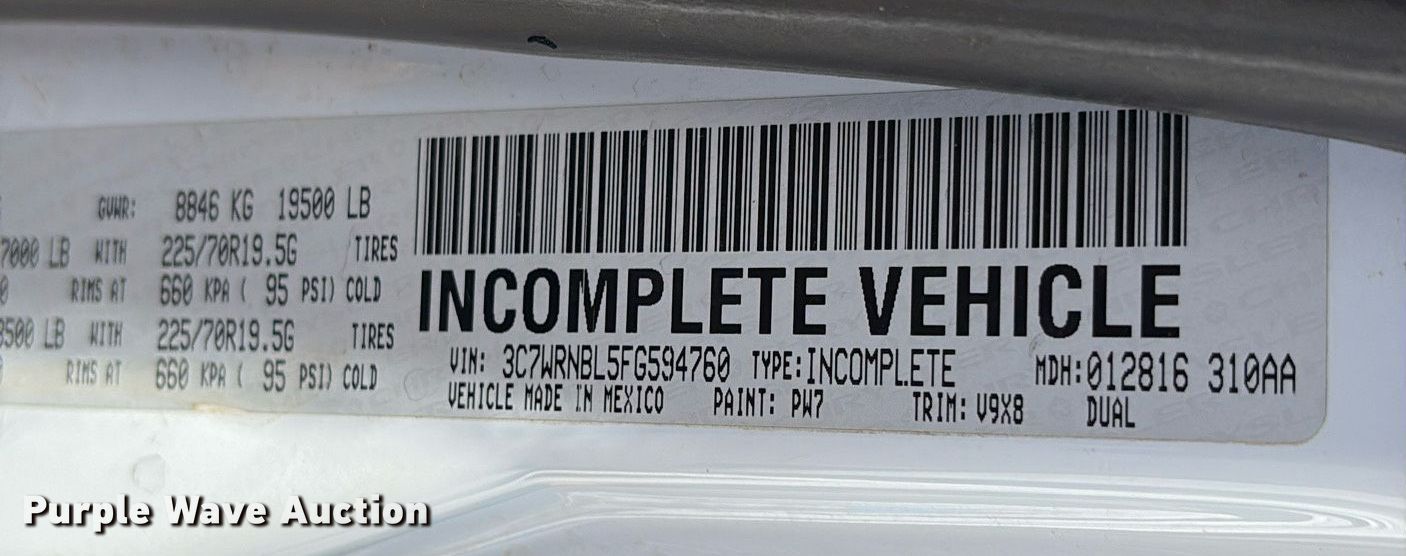 GVWR: 8846 KG 19500 LB
7000 LB WITH 225/70R19.5G TIRES
RIMS AT 660 KPA ( 95 PSI) COLD
500 LB WITH 225/70R19.5G TIRES
RIMS AT 660 KPA ( 95 PSI) COLD
INCOMPLETE VEHICLE
VIN: 3C7WRNBL5FG594760 TYPE: INCOMPLETE MDH: 012816 310AA
VEHICLE MADE IN MEXICO PAINT: PW7 TRIM: V9X8 DUAL
Purple Wave Auction